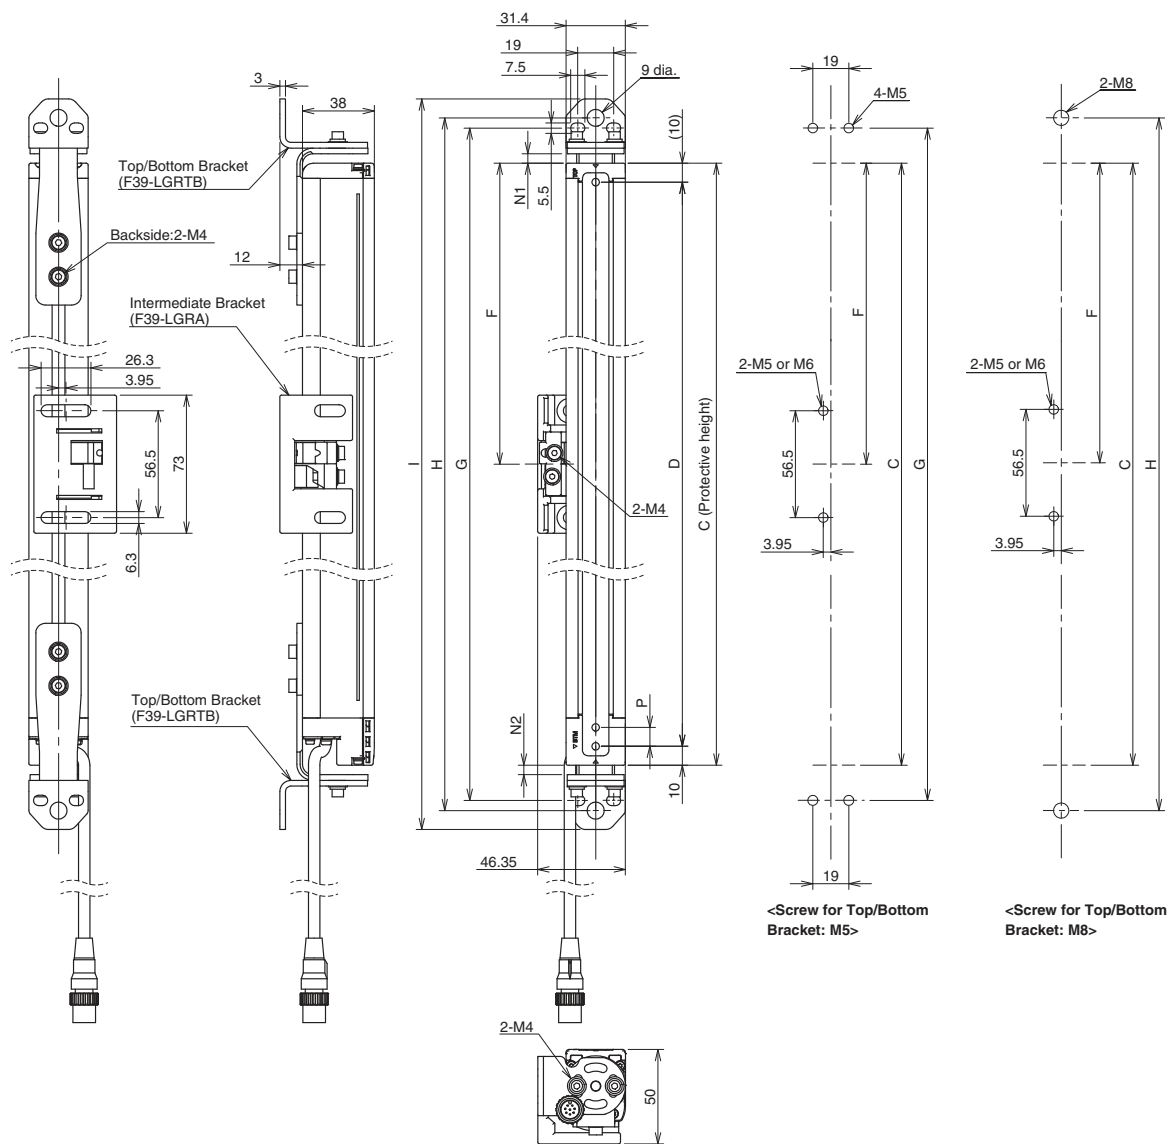 31.4
19
7.5
9 dia.
3
38
(10)
19
4-M5
2-M8
Top/Bottom Bracket
(F39-LGRTB)
N1
5.5
Backside:2-M4
12
Intermediate Bracket
(F39-LGRA)
F
F
F
26.3
3.95
2-M5 or M6
2-M5 or M6
56.5
73
I
H
G
D
C (Protective height)
56.5
C
G
56.5
C
H
2-M4
6.3
3.95
3.95
Top/Bottom Bracket
(F39-LGRTB)
N2
P
10
46.35
19
<Screw for Top/Bottom
Bracket: M5>
<Screw for Top/Bottom
Bracket: M8>
2-M4
50